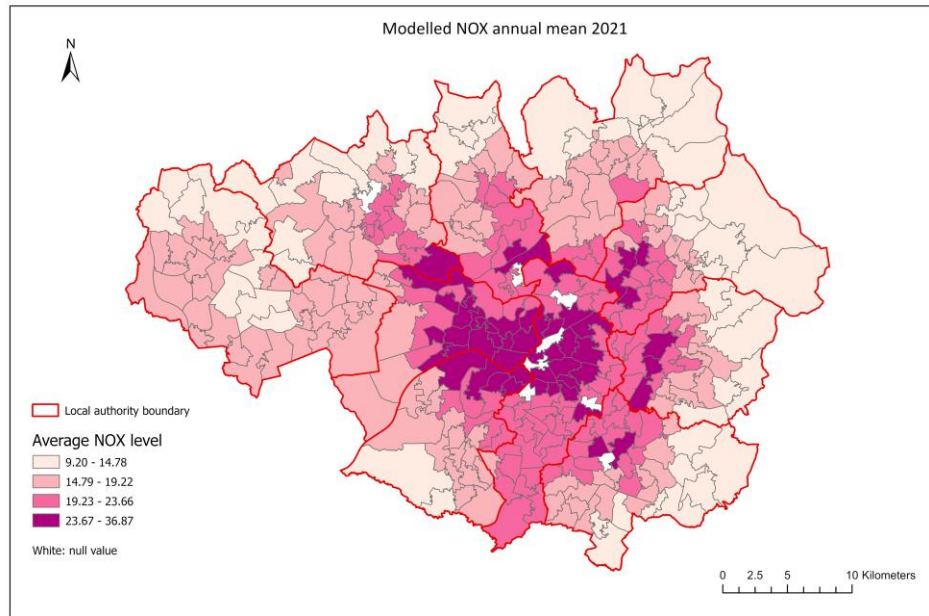 Modelled NOX annual mean 2021
N
Local authority boundary
Average NOX level
9.20 - 14.78
14.79 - 19.22
19.23 - 23.66
23.67 - 36.87
White: null value
0 2.5 5 10 Kilometers